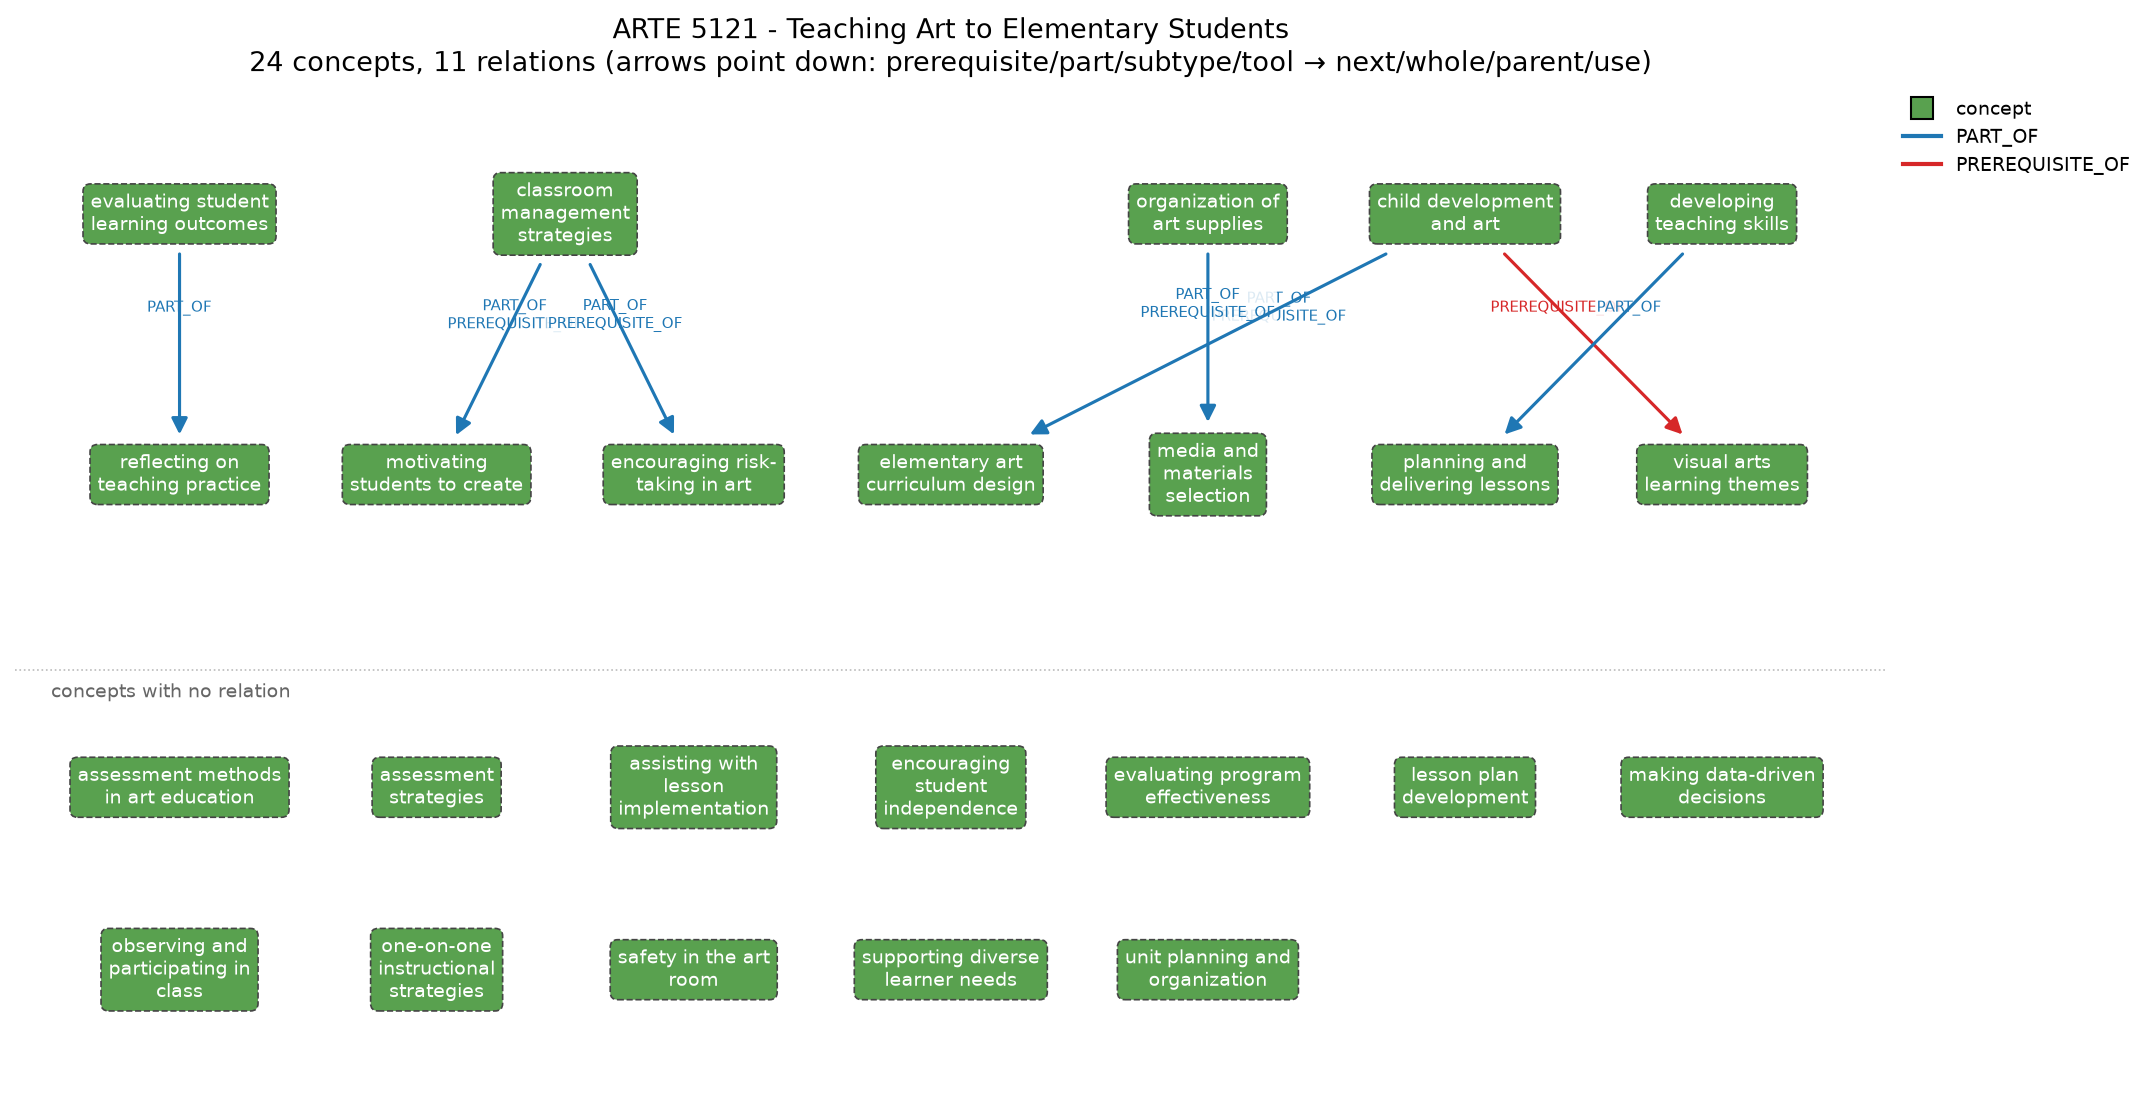 ARTE 5121 - Teaching Art to Elementary Students
24 concepts, 11 relations (arrows point down: prerequisite/part/subtype/tool → next/whole/parent/use)
concept
PART_OF
PREREQUISITE_OF
evaluating student
learning outcomes
classroom
management
strategies
organization of
art supplies
child development
and art
developing
teaching skills
PART_OF
PART_OF
PART_OF
PREREQUISITE_OF
PART_OF
PREREQUISITE_OF
PART_OF
PART_OF
reflecting on
teaching practice
motivating
students to create
encouraging risk-
taking in art
elementary art
curriculum design
media and
materials
selection
planning and
delivering lessons
visual arts
learning themes
concepts with no relation
assessment methods
in art education
assessment
strategies
assisting with
lesson
implementation
encouraging
student
independence
evaluating program
effectiveness
lesson plan
development
making data-driven
decisions
observing and
participating in
class
one-on-one
instructional
strategies
safety in the art
room
supporting diverse
learner needs
unit planning and
organization